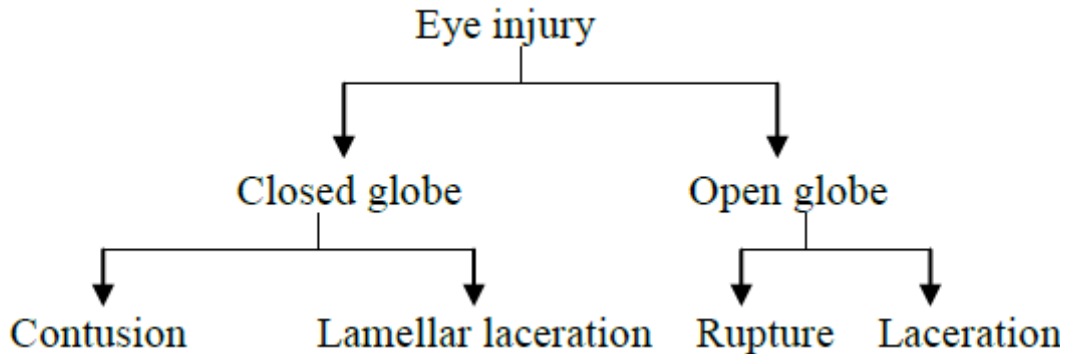 Eye injury
Closed globe Open globe
Contusion Lamellar laceration Rupture Laceration